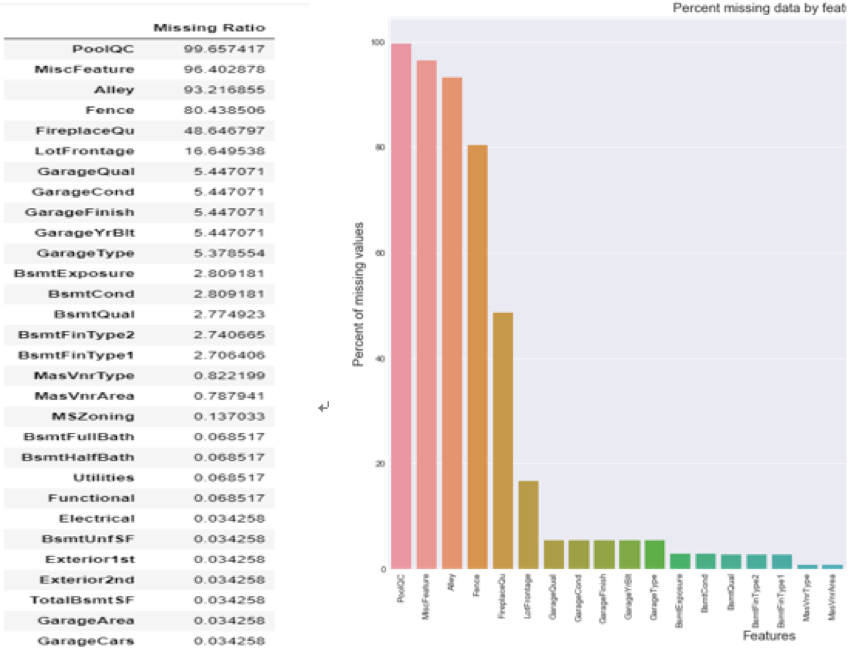 Missing Ratio
PoolQC 99.657417
MiscFeature 96.402878
Alley 93.216855
Fence 80.438506
FireplaceQu 48.646797
LotFrontage 16.649538
GarageQual 5.447071
GarageCond 5.447071
GarageFinish 5.447071
GarageYrBlt 5.447071
GarageType 5.378554
BsmtExposure 2.809181
BsmtCond 2.809181
BsmtQual 2.774923
BsmtFinType2 2.740665
BsmtFinType1 2.706406
MasVnrType 0.822199
MasVnrArea 0.787941
MSZoning 0.137033
BsmtFullBath 0.068517
BsmtHalfBath 0.068517
Utilities 0.068517
Functional 0.068517
Electrical 0.034258
BsmtUnfSF 0.034258
Exterior1st 0.034258
Exterior2nd 0.034258
TotalBsmtSF 0.034258
GarageArea 0.034258
GarageCars 0.034258
Percent missing data by feat
Percent of missing values
100
80
60
40
20
0
PoolQC
MiscFeature
Alley
Fence
FireplaceQu
LotFrontage
GarageQual
GarageCond
GarageFinish
GarageYrBlt
GarageType
BsmtExposure
BsmtCond
BsmtQual
BsmtFinType2
BsmtFinType1
MasVnrType
MasVnrArea
Features